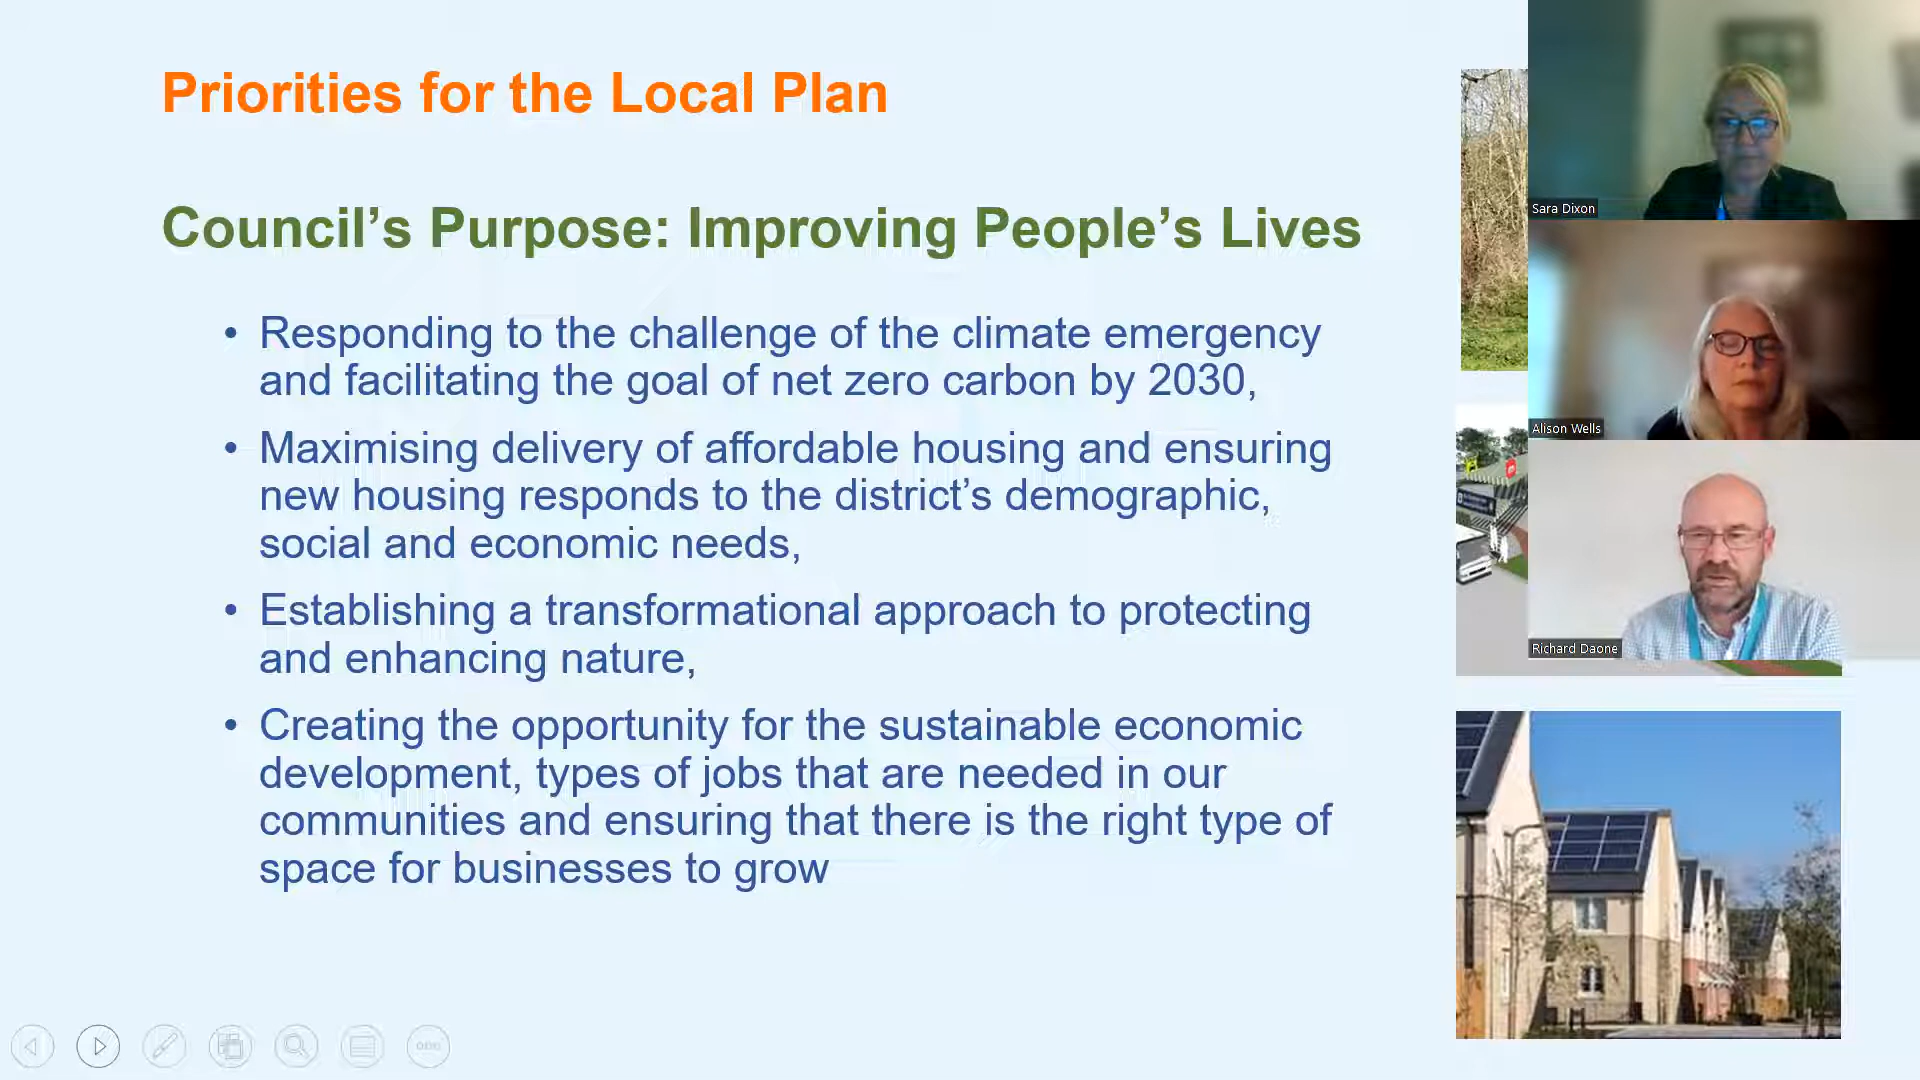 Priorities for the Local Plan
Council’s Purpose: Improving People’s Lives
• Responding to the challenge of the climate emergency
and facilitating the goal of net zero carbon by 2030,
• Maximising delivery of affordable housing and ensuring
new housing responds to the district’s demographic,
social and economic needs,
• Establishing a transformational approach to protecting
and enhancing nature,
• Creating the opportunity for the sustainable economic
development, types of jobs that are needed in our
communities and ensuring that there is the right type of
space for businesses to grow
Sara Dixon
Alison Wells
Richard Daone